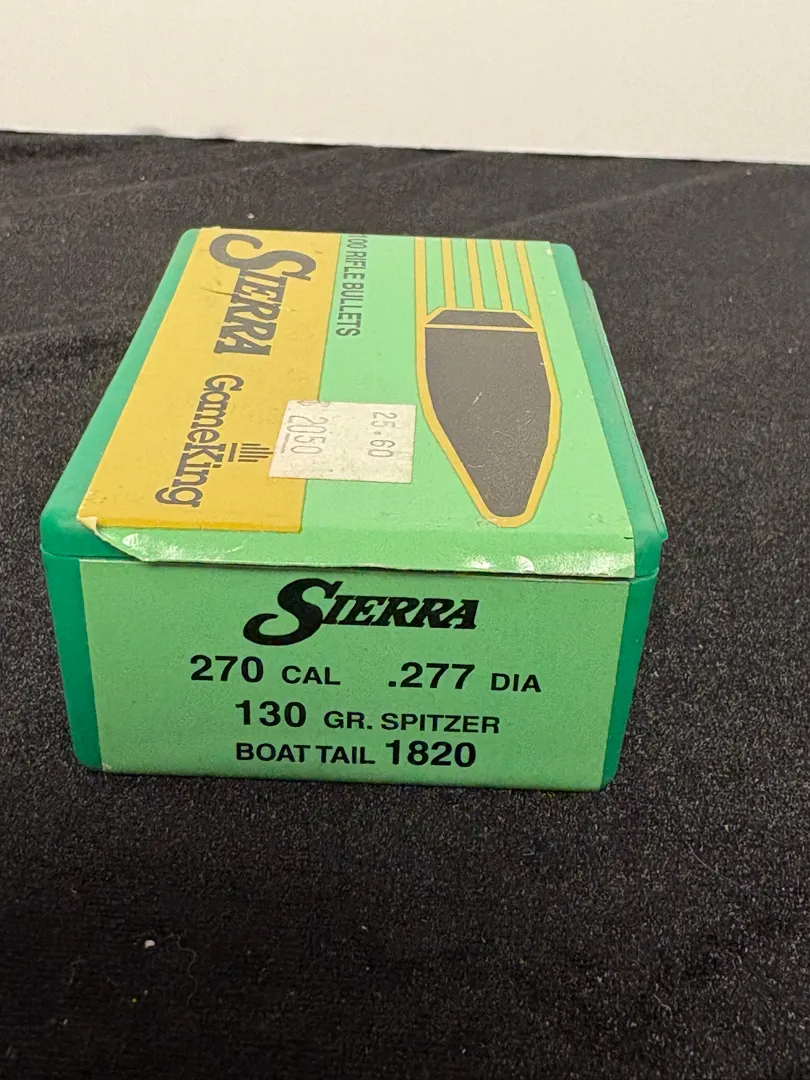 100 RIFLE BULLETS
SIERRA
GameKing
25.60
2050
SIERRA
270 CAL .277 DIA
130 GR. SPITZER
BOAT TAIL 1820